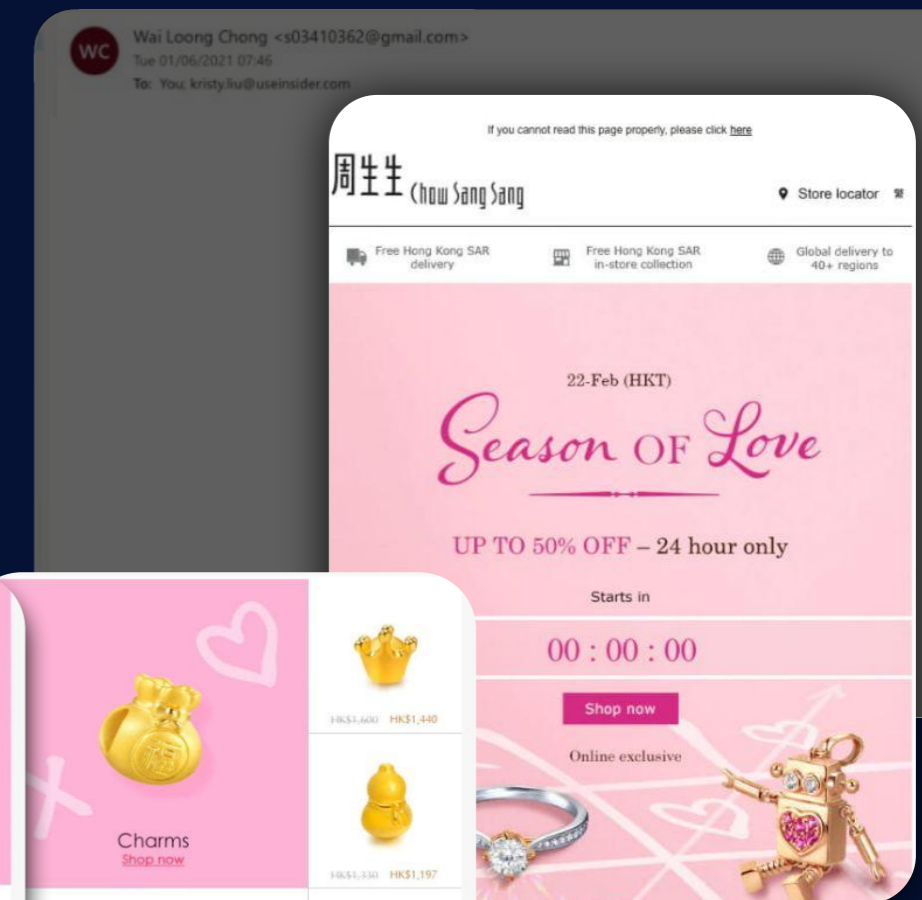 WC
Wai Loong Chong <s03410362@gmail.com>
Tue 01/06/2021 07:46
To: You; kristy.liu@useinsider.com
If you cannot read this page properly, please click here
周生生 Chow Sang Sang
Store locator 繁
Free Hong Kong SAR
delivery
Free Hong Kong SAR
in-store collection
Global delivery to
40+ regions
22-Feb (HKT)
Season OF Love
UP TO 50% OFF – 24 hour only
Starts in
00 : 00 : 00
Shop now
Online exclusive
福
Charms
Shop now
HK$1,600 HK$1,440
HK$1,330 HK$1,197